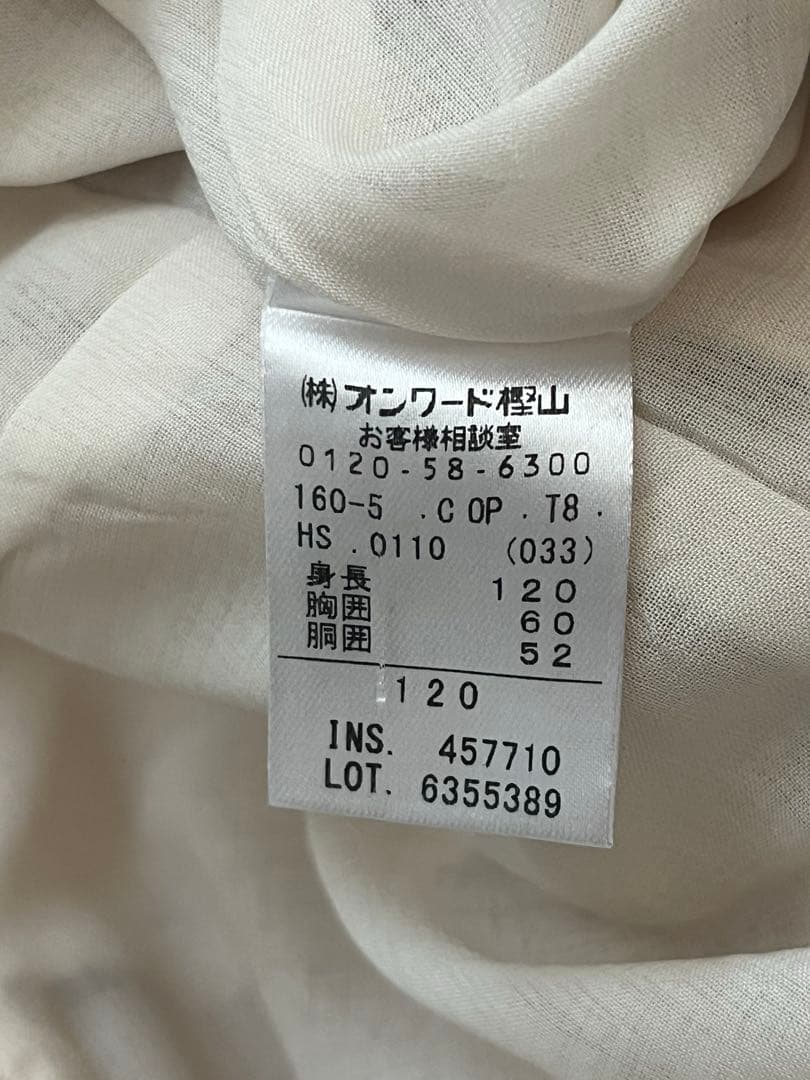 (株)オンワード樫山
お客様相談室
0120-58-6300
160-5 .C OP . T8 .
HS .0110 (033)
身長 120
胸囲 60
胴囲 52
120
INS. 457710
LOT. 6355389